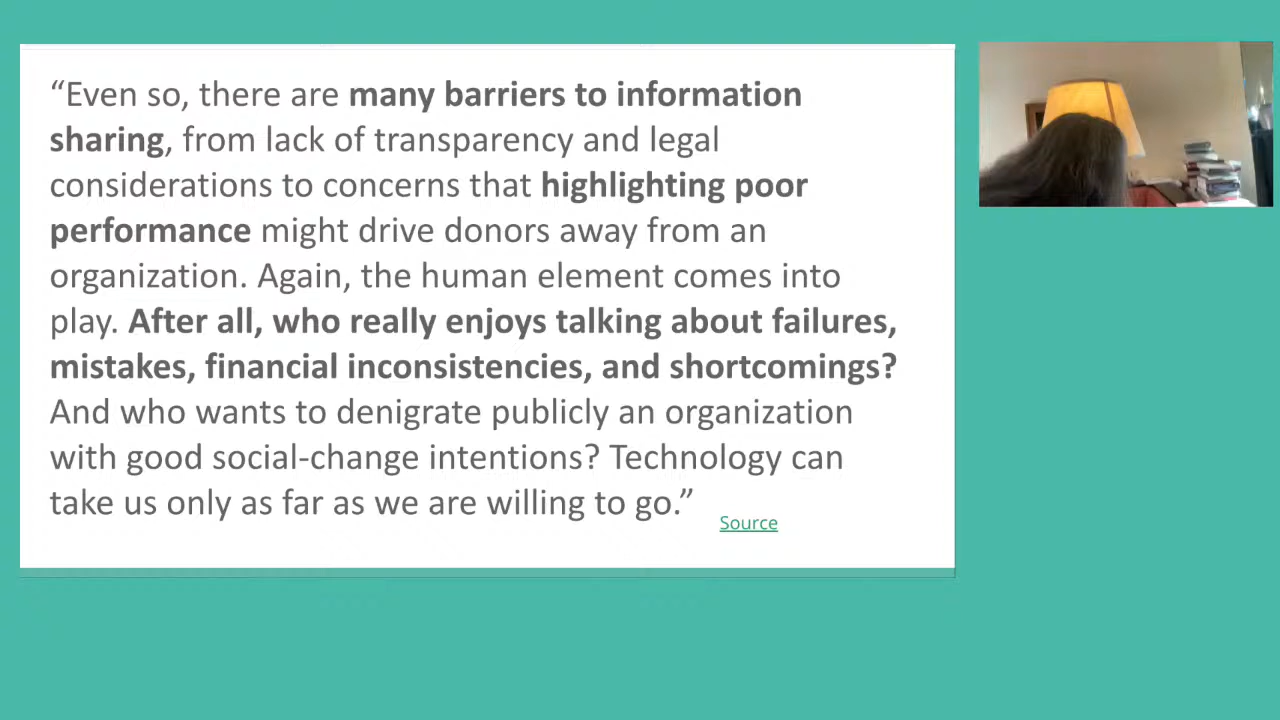 “Even so, there are many barriers to information
sharing, from lack of transparency and legal
considerations to concerns that highlighting poor
performance might drive donors away from an
organization. Again, the human element comes into
play. After all, who really enjoys talking about failures,
mistakes, financial inconsistencies, and shortcomings?
And who wants to denigrate publicly an organization
with good social-change intentions? Technology can
take us only as far as we are willing to go.”
Source